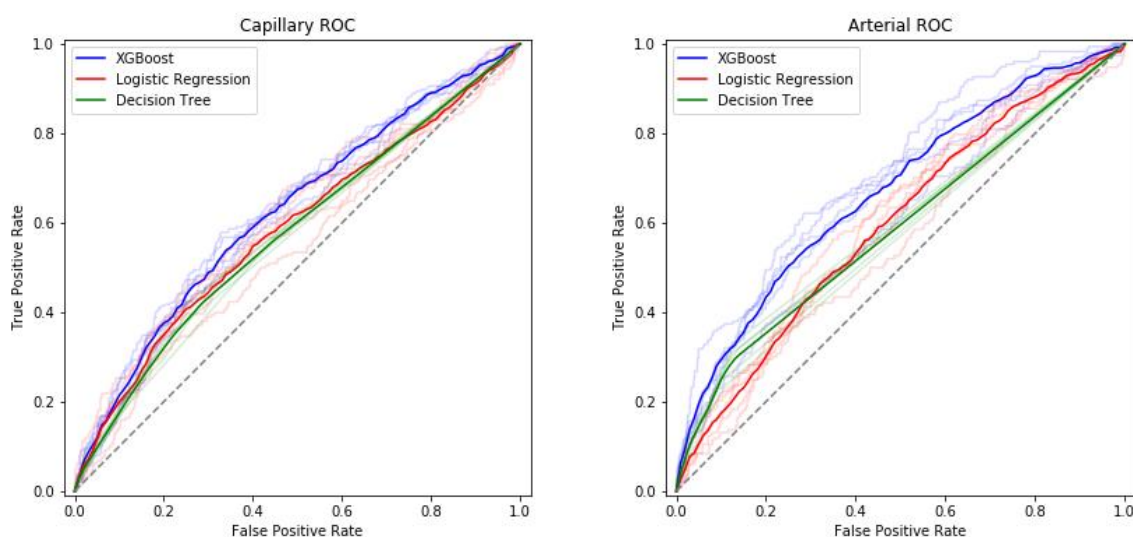 Capillary ROC
1.0
0.8
0.6
0.4
0.2
0.0
True Positive Rate
XGBoost
Logistic Regression
Decision Tree
0.0 0.2 0.4 0.6 0.8 1.0
False Positive Rate
Arterial ROC
1.0
0.8
0.6
0.4
0.2
0.0
True Positive Rate
XGBoost
Logistic Regression
Decision Tree
0.0 0.2 0.4 0.6 0.8 1.0
False Positive Rate